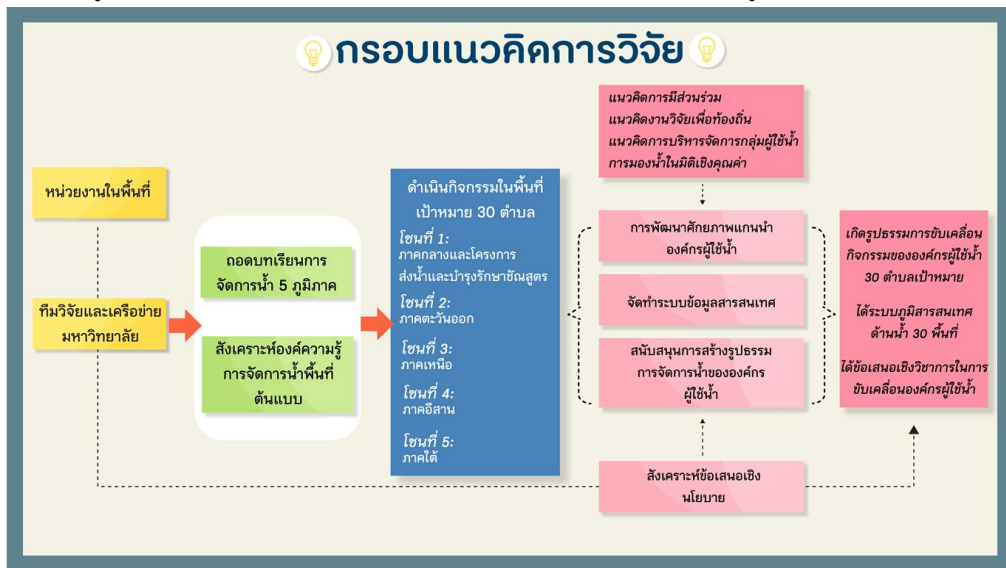 กรอบแนวคิดการวิจัย
หน่วยงานในพื้นที่
ทีมวิจัยและเครือข่าย
มหาวิทยาลัย
ถอดบทเรียนการ
จัดการน้ำ 5 ภูมิภาค
สังเคราะห์องค์ความรู้
การจัดการน้ำพื้นที่
ต้นแบบ
ดำเนินกิจกรรมในพื้นที่
เป้าหมาย 30 ตำบล
โซนที่ 1:
ภาคกลางและโครงการ
ส่งน้ำและบำรุงรักษาชัณสูตร
โซนที่ 2:
ภาคตะวันออก
โซนที่ 3:
ภาคเหนือ
โซนที่ 4:
ภาคอีสาน
โซนที่ 5:
ภาคใต้
แนวคิดการมีส่วนร่วม
แนวคิดงานวิจัยเพื่อท้องถิ่น
แนวคิดการบริหารจัดการกลุ่มผู้ใช้น้ำ
การมองน้ำในมิติเชิงคุณค่า
การพัฒนาศักยภาพแกนนำ
องค์กรผู้ใช้น้ำ
จัดทำระบบข้อมูลสารสนเทศ
สนับสนุนการสร้างรูปธรรม
การจัดการน้ำขององค์กร
ผู้ใช้น้ำ
สังเคราะห์ข้อเสนอเชิง
นโยบาย
เกิดรูปธรรมการขับเคลื่อน
กิจกรรมขององค์กรผู้ใช้น้ำ
30 ตำบลเป้าหมาย
ได้ระบบภูมิสารสนเทศ
ด้านน้ำ 30 พื้นที่
ได้ข้อเสนอเชิงวิชาการในการ
ขับเคลื่อนองค์กรผู้ใช้น้ำ